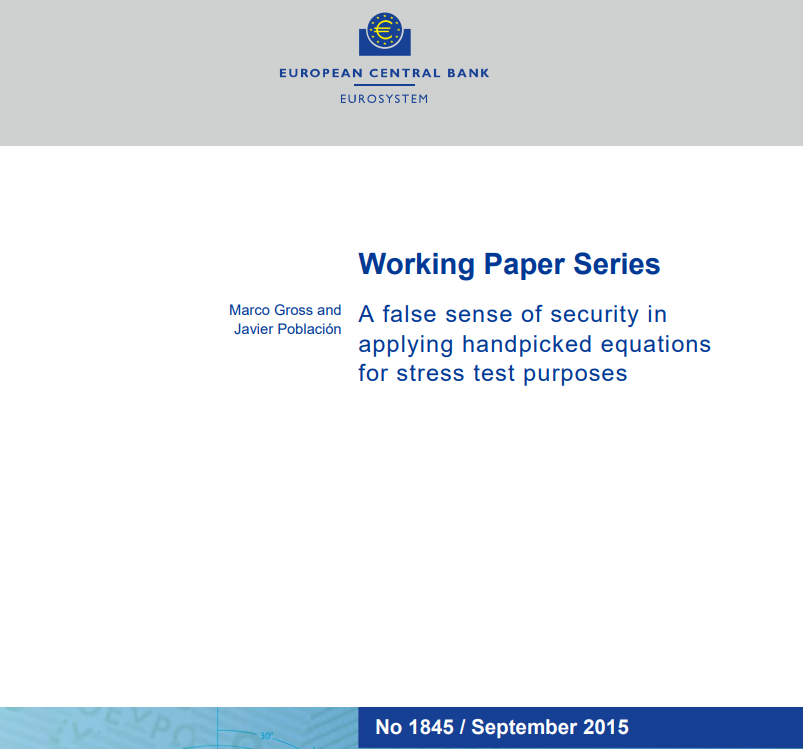 EUROPEAN CENTRAL BANK
EUROSYSTEM
Working Paper Series
Marco Gross and
Javier Población
A false sense of security in
applying handpicked equations
for stress test purposes
30°
No 1845 / September 2015